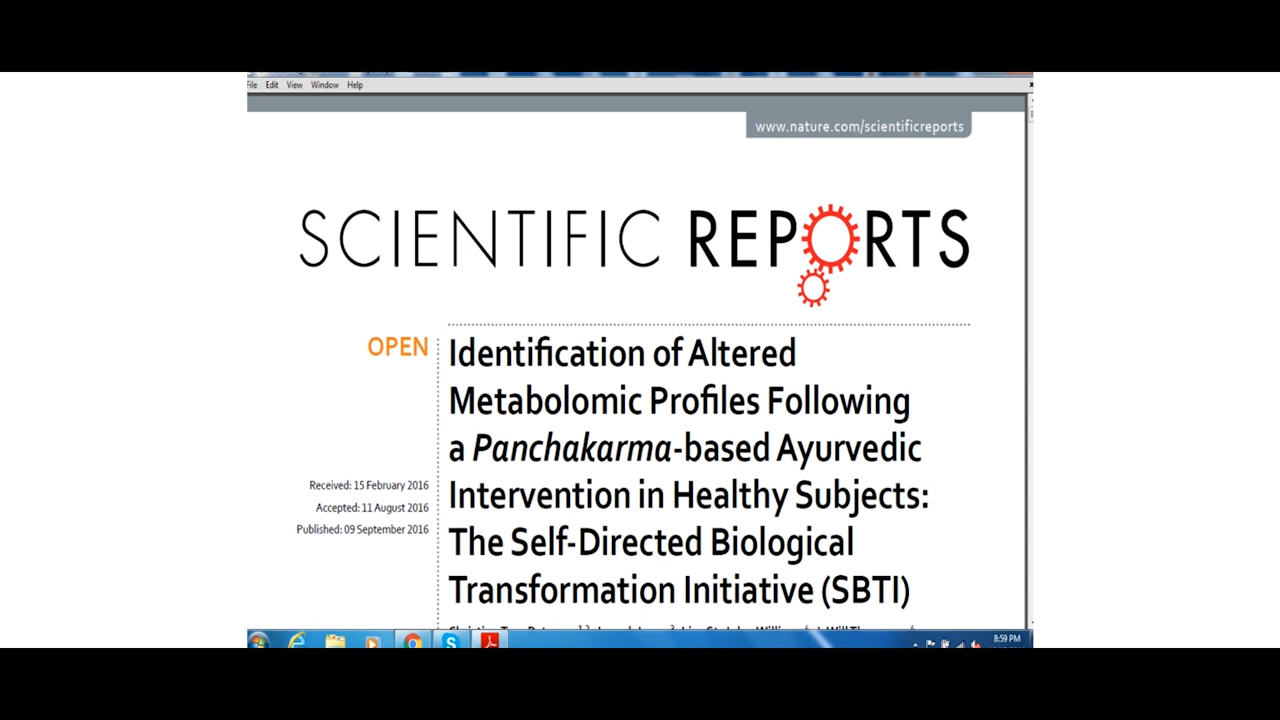 File Edit View Window Help
www.nature.com/scientificreports
SCIENTIFIC REPORTS
OPEN
Identification of Altered
Metabolomic Profiles Following
a Panchakarma-based Ayurvedic
Intervention in Healthy Subjects:
The Self-Directed Biological
Transformation Initiative (SBTI)
Received: 15 February 2016
Accepted: 11 August 2016
Published: 09 September 2016
8:59 PM